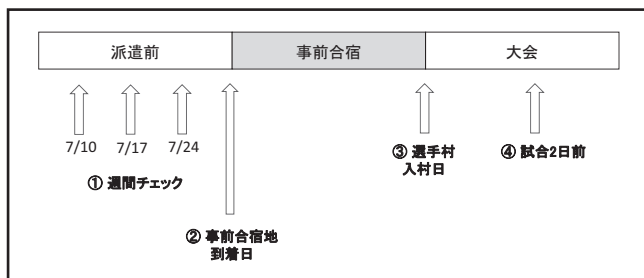 派遣前
事前合宿
大会
7/10
7/17
7/24
① 週間チェック
② 事前合宿地
到着日
③ 選手村
入村日
④ 試合2日前